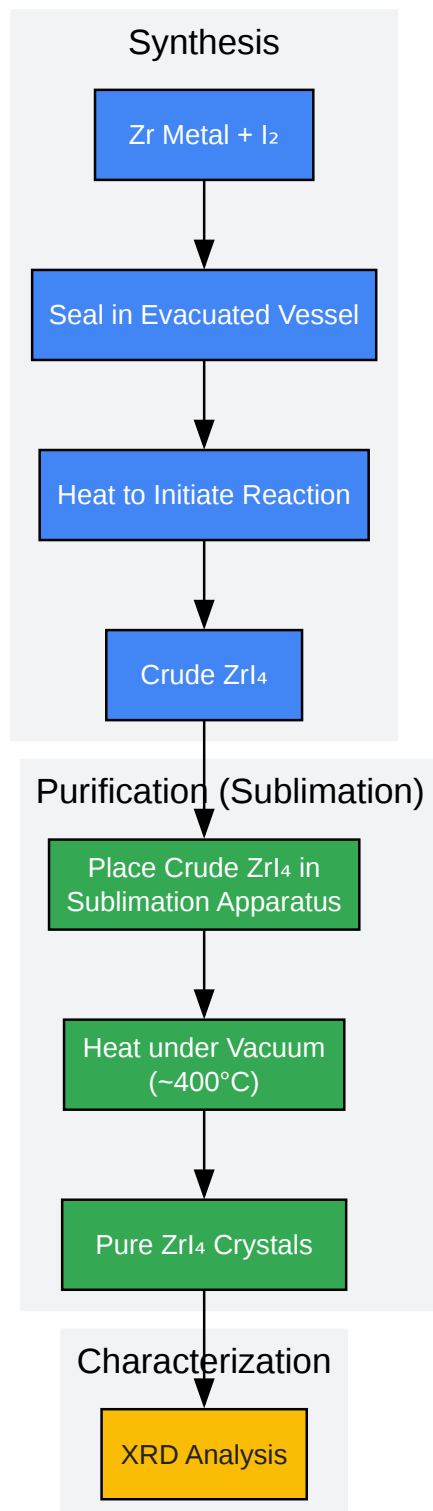 Synthesis
Zr Metal + I₂
Seal in Evacuated Vessel
Heat to Initiate Reaction
Crude ZrI₄
Purification (Sublimation)
Place Crude ZrI₄ in
Sublimation Apparatus
Heat under Vacuum
(~400°C)
Pure ZrI₄ Crystals
Characterization
XRD Analysis